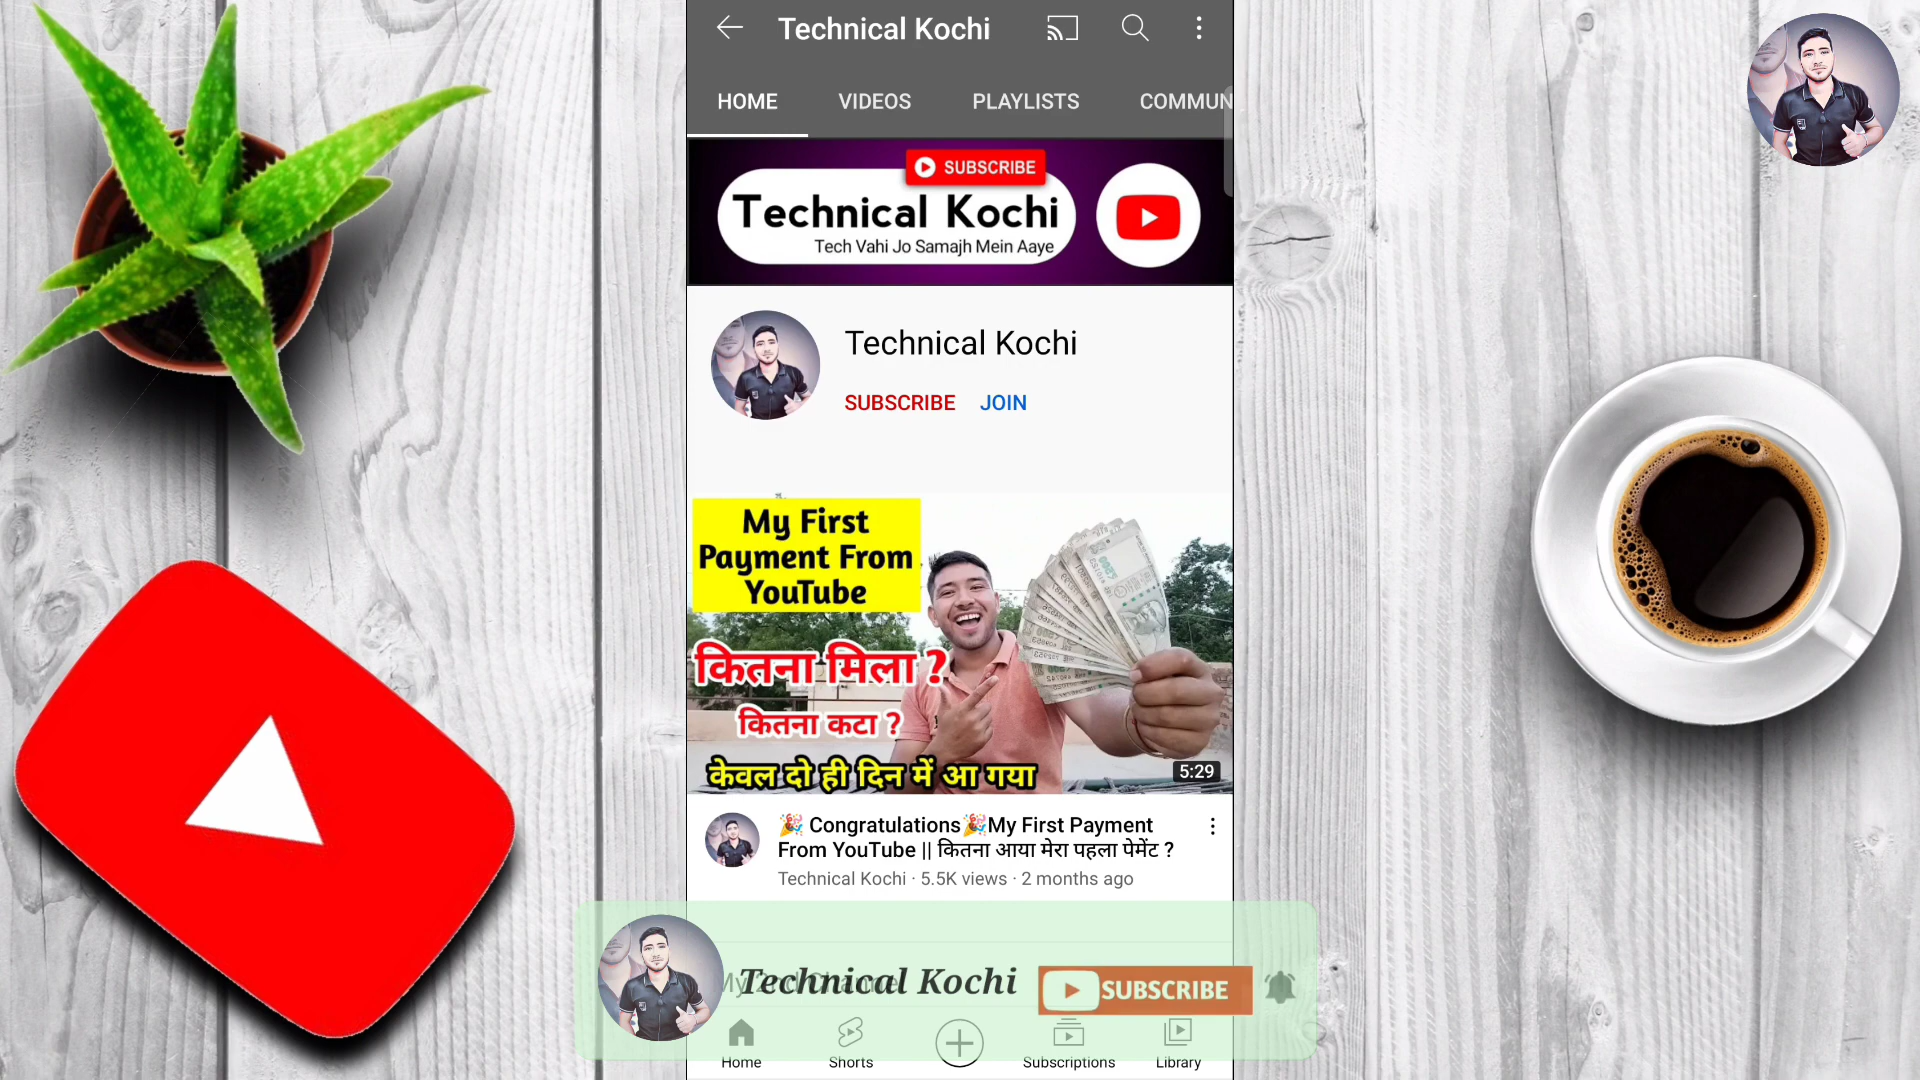 Technical Kochi
HOME
VIDEOS
PLAYLISTS
COMMUN
SUBSCRIBE
Technical Kochi
Tech Vahi Jo Samajh Mein Aaye
Technical Kochi
SUBSCRIBE JOIN
My First
Payment From
YouTube
कितना मिला ?
कितना कटा ?
केवल दो ही दिन में आ गया
5:29
🎉 Congratulations🎉My First Payment
From YouTube || कितना आया मेरा पहला पेमेंट ?
Technical Kochi · 5.5K views · 2 months ago
Technical Kochi
SUBSCRIBE
Home
Shorts
Subscriptions
Library